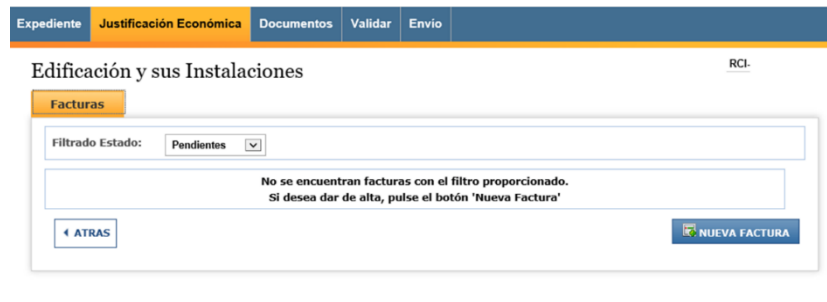 Expediente Justificación Económica Documentos Validar Envio
Edificación y sus Instalaciones
RCI-
Facturas
Filtrado Estado: Pendientes
No se encuentran facturas con el filtro proporcionado.
Si desea dar de alta, pulse el botón 'Nueva Factura'
ATRAS
NUEVA FACTURA